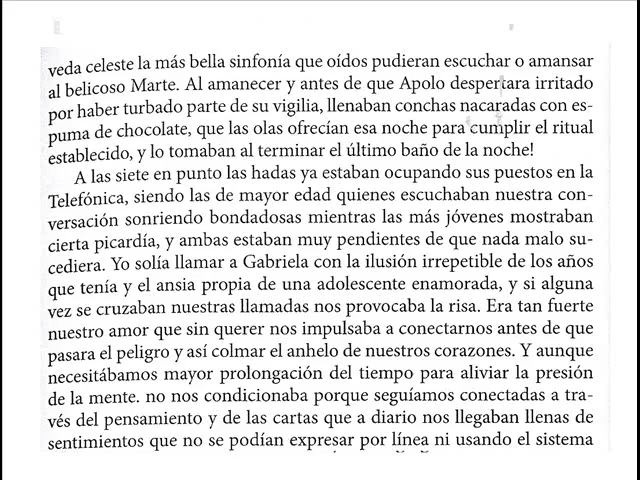 veda celeste la más bella sinfonía que oídos pudieran escuchar o amansar
al belicoso Marte. Al amanecer y antes de que Apolo despertara irritado
por haber turbado parte de su vigilia, llenaban conchas nacaradas con es-
puma de chocolate, que las olas ofrecían esa noche para cumplir el ritual
establecido, y lo tomaban al terminar el último baño de la noche!
A las siete en punto las hadas ya estaban ocupando sus puestos en la
Telefónica, siendo las de mayor edad quienes escuchaban nuestra con-
versación sonriendo bondadosas mientras las más jóvenes mostraban
cierta picardía, y ambas estaban muy pendientes de que nada malo su-
cediera. Yo solía llamar a Gabriela con la ilusión irrepetible de los años
que tenía y el ansia propia de una adolescente enamorada, y si alguna
vez se cruzaban nuestras llamadas nos provocaba la risa. Era tan fuerte
nuestro amor que sin querer nos impulsaba a conectarnos antes de que
pasara el peligro y así colmar el anhelo de nuestros corazones. Y aunque
necesitábamos mayor prolongación del tiempo para aliviar la presión
de la mente. no nos condicionaba porque seguíamos conectadas a tra-
vés del pensamiento y de las cartas que a diario nos llegaban llenas de
sentimientos que no se podían expresar por línea ni usando el sistema